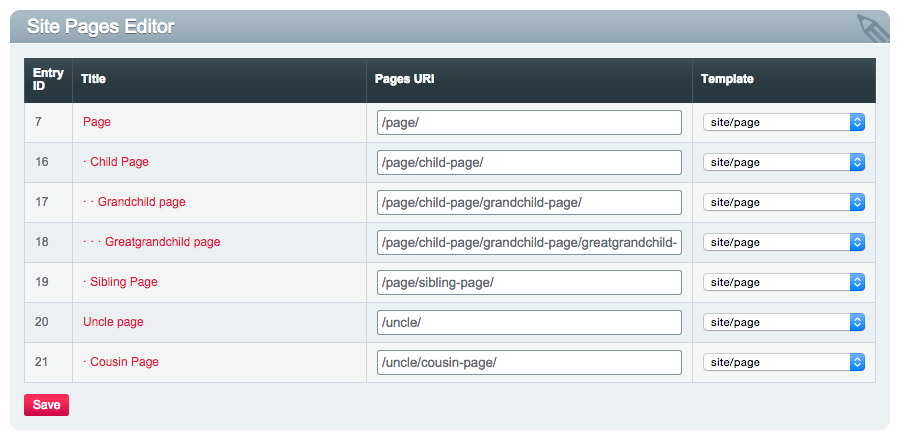 Site Pages Editor
Entry ID Title Pages URI Template
7 Page /page/ site/page
16 · Child Page /page/child-page/ site/page
17 · · Grandchild page /page/child-page/grandchild-page/ site/page
18 · · · Greatgrandchild page /page/child-page/grandchild-page/greatgrandchild- site/page
19 · Sibling Page /page/sibling-page/ site/page
20 Uncle page /uncle/ site/page
21 · Cousin Page /uncle/cousin-page/ site/page
Save